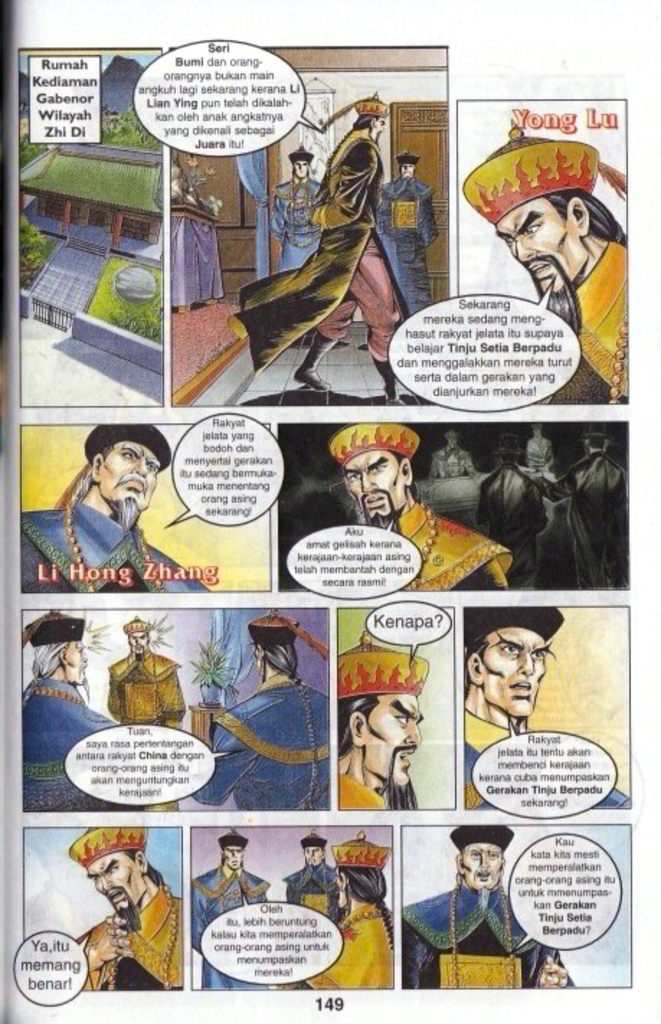 Rumah
Kediaman
Gabenor
Wilayah
Zhi Di
Seri
Bumi dan orang-
orangnya bukan main
angkuh lagi sekarang kerana Li
Lian Ying pun telah dikalah-
kan oleh anak angkatnya
yang dikenali sebagai
Juara itu!
Yong Lu
Sekarang
mereka sedang meng-
hasut rakyat jelata itu supaya
belajar Tinju Setia Berpadu
dan menggalakkan mereka turut
serta dalam gerakan yang
dianjurkan mereka!
Rakyat
jelata yang
bodoh dan
menyertai gerakan
itu sedang bermuka-
muka menentang
orang asing
sekarang!
Li Hong Zhang
Aku
amat gelisah kerana
kerajaan-kerajaan asing
telah membantah dengan
secara rasmi!
Tuan,
saya rasa pertentangan
antara rakyat China dengan
orang-orang asing itu
akan menguntungkan
kerajaan!
Kenapa?
Rakyat
jelata itu tentu akan
membenci kerajaan
kerana cuba menumpaskan
Gerakan Tinju Berpadu
sekarang!
Ya,itu
memang
benar!
Oleh
itu, lebih beruntung
kalau kita memperalatkan
orang-orang asing untuk
menumpaskan
mereka!
Kau
kata kita mesti
memperalatkan
orang-orang asing itu
untuk mmenumpas-
kan Gerakan
Tinju Setia
Berpadu?
149